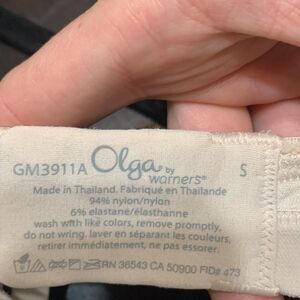 GM3911A Olga by warners® S
Made in Thailand. Fabriqué en Thaïlande
94% nylon/nylon
6% elastane/élasthanne
wash with like colors, remove promptly,
do not wring. laver en séparant les couleurs,
retirer immédiatement, ne pas essorer.
RN 36543 CA 50900 FID# 473